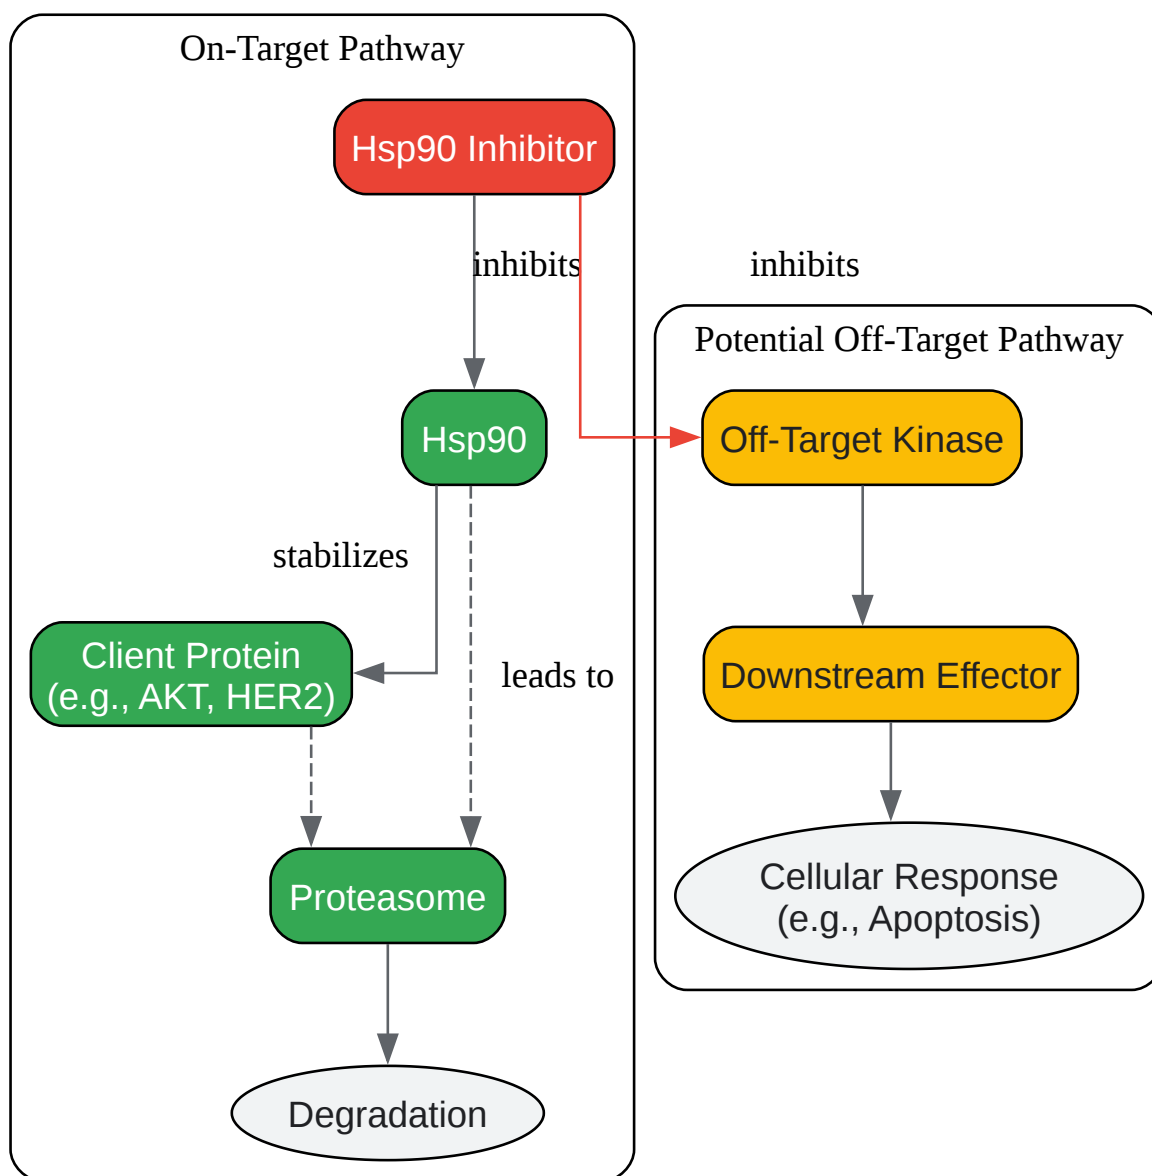 On-Target Pathway
Hsp90 Inhibitor
inhibits
inhibits
Potential Off-Target Pathway
Hsp90
Off-Target Kinase
stabilizes
Client Protein
(e.g., AKT, HER2)
leads to
Downstream Effector
Proteasome
Cellular Response
(e.g., Apoptosis)
Degradation